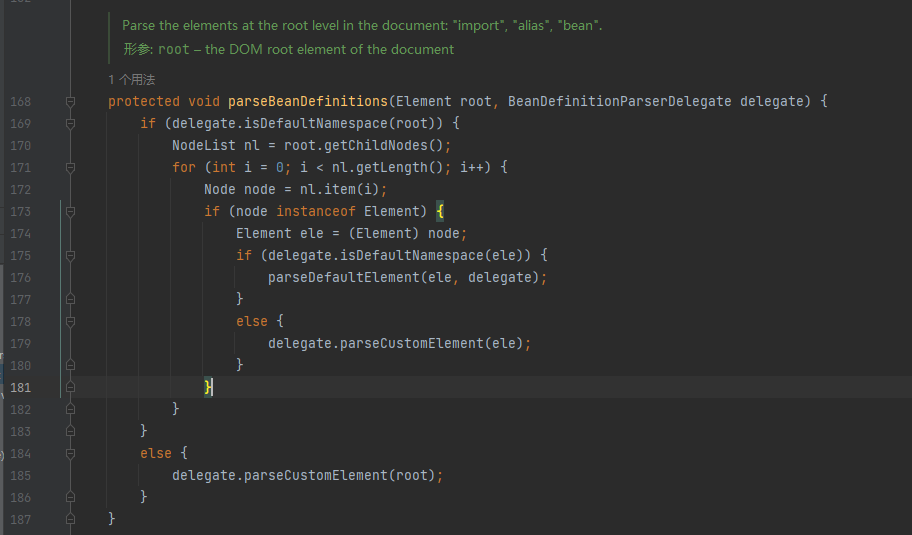 Parse the elements at the root level in the document: "import", "alias", "bean".
形参: root – the DOM root element of the document
1 个用法
168 protected void parseBeanDefinitions(Element root, BeanDefinitionParserDelegate delegate) {
169 if (delegate.isDefaultNamespace(root)) {
170 NodeList nl = root.getChildNodes();
171 for (int i = 0; i < nl.getLength(); i++) {
172 Node node = nl.item(i);
173 if (node instanceof Element) {
174 Element ele = (Element) node;
175 if (delegate.isDefaultNamespace(ele)) {
176 parseDefaultElement(ele, delegate);
177 }
178 else {
179 delegate.parseCustomElement(ele);
180 }
181 }
182 }
183 }
184 else {
185 delegate.parseCustomElement(root);
186 }
187 }